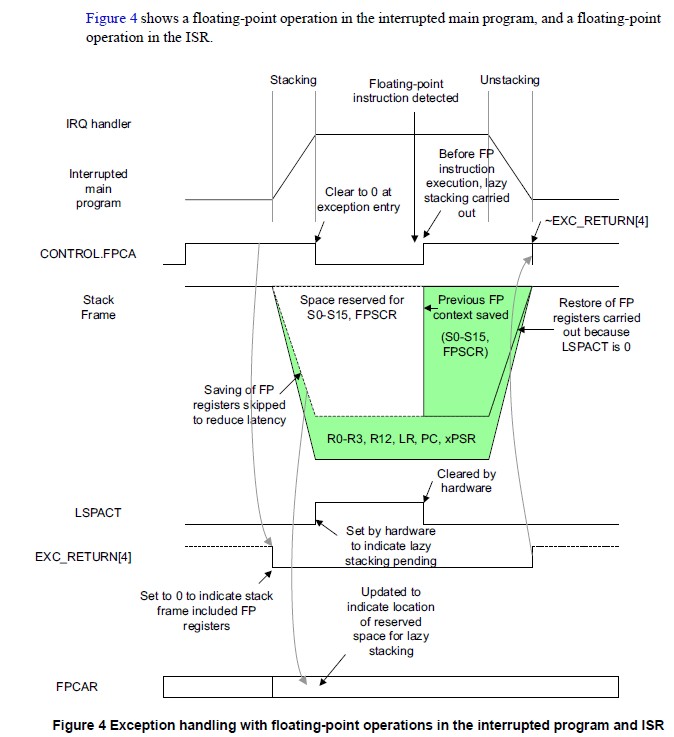 Figure 4 shows a floating-point operation in the interrupted main program, and a floating-point
operation in the ISR.
Stacking
Floating-point
instruction detected
Unstacking
IRQ handler
Interrupted
main
program
Clear to 0 at
exception entry
Before FP
instruction
execution, lazy
stacking carried
out
~EXC_RETURN[4]
CONTROL.FPCA
Stack
Frame
Space reserved for
S0-S15, FPSCR
Previous FP
context saved
(S0-S15,
FPSCR)
Restore of FP
registers carried
out because
LSPACT is 0
Saving of FP
registers skipped
to reduce latency
R0-R3, R12, LR, PC, xPSR
Cleared by
hardware
LSPACT
Set by hardware
to indicate lazy
stacking pending
EXC_RETURN[4]
Set to 0 to indicate stack
frame included FP
registers
Updated to
indicate location
of reserved
space for lazy
stacking
FPCAR
Figure 4 Exception handling with floating-point operations in the interrupted program and ISR